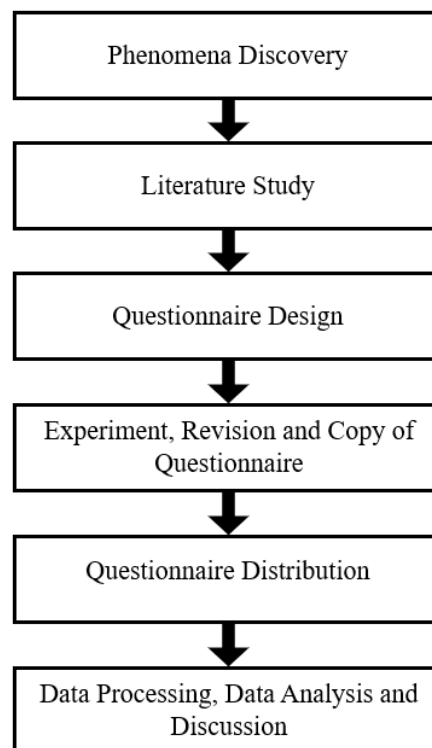 Phenomena Discovery
Literature Study
Questionnaire Design
Experiment, Revision and Copy of
Questionnaire
Questionnaire Distribution
Data Processing, Data Analysis and
Discussion